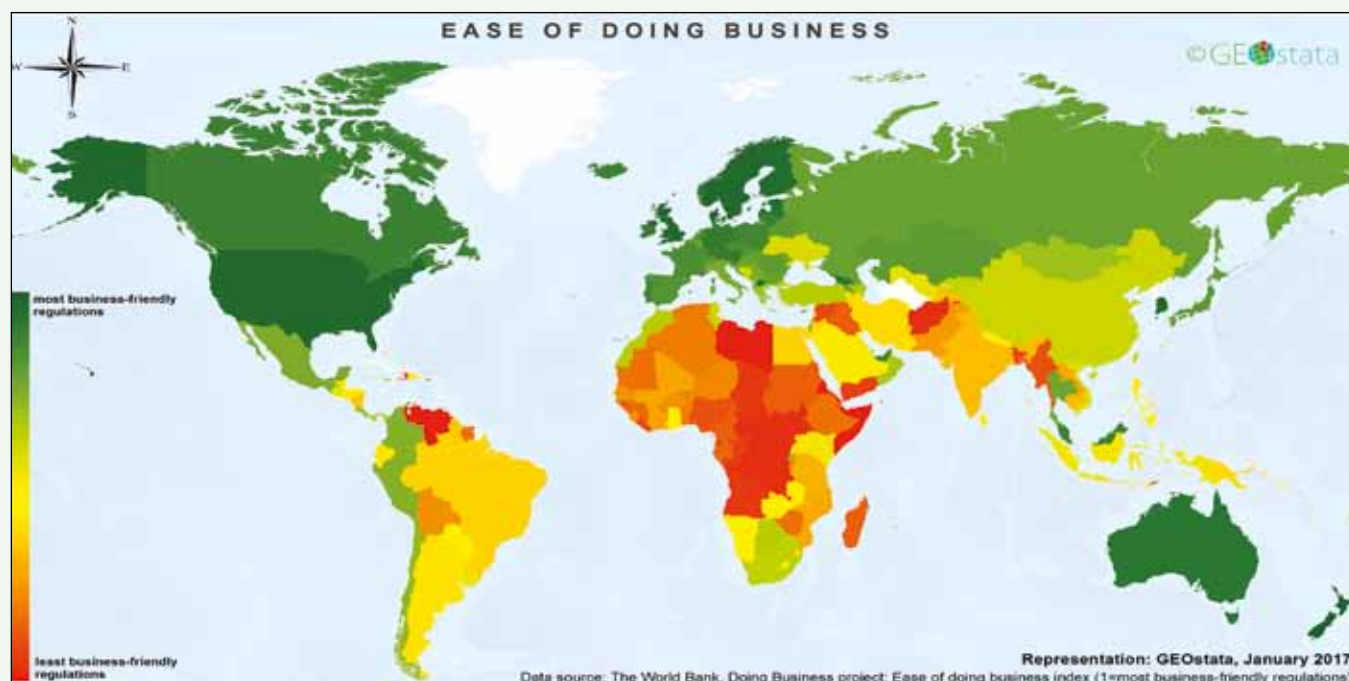 EASE OF DOING BUSINESS
N
W
E
S
©GEOstata
most business-friendly
regulations
least business-friendly
regulations
Representation: GEOstata, January 2017
Data source: The World Bank, Doing Business project: Ease of doing business index (1=most business-friendly regulations)